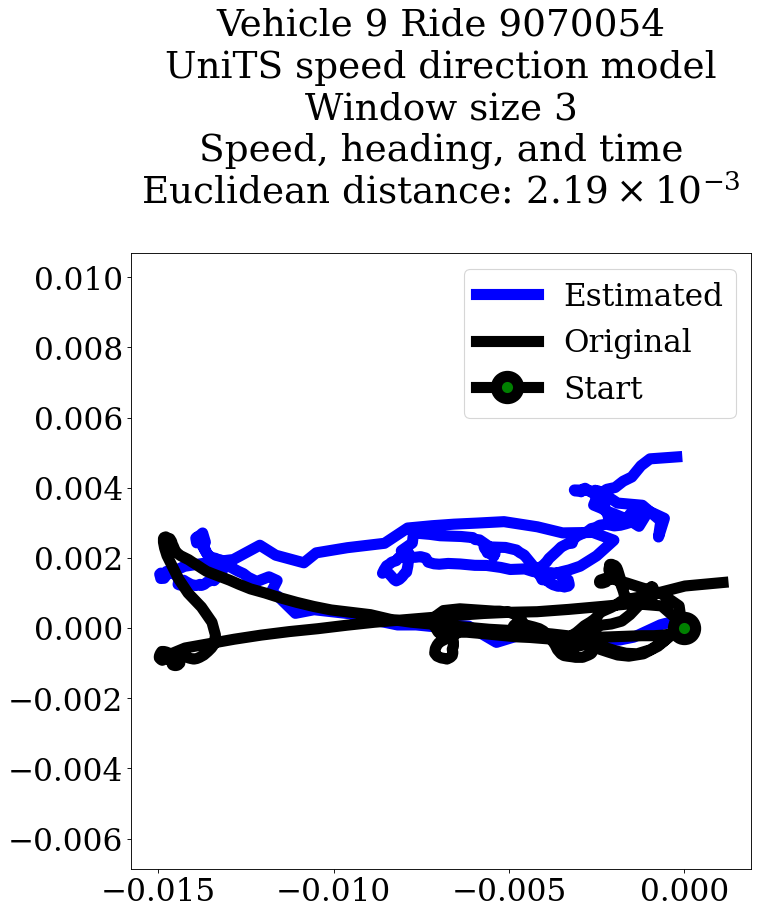 Vehicle 9 Ride 9070054
UniTS speed direction model
Window size 3
Speed, heading, and time
Euclidean distance: 2.19 × 10⁻³
Estimated
Original
Start
0.010
0.008
0.006
0.004
0.002
0.000
−0.002
−0.004
−0.006
−0.015 −0.010 −0.005 0.000